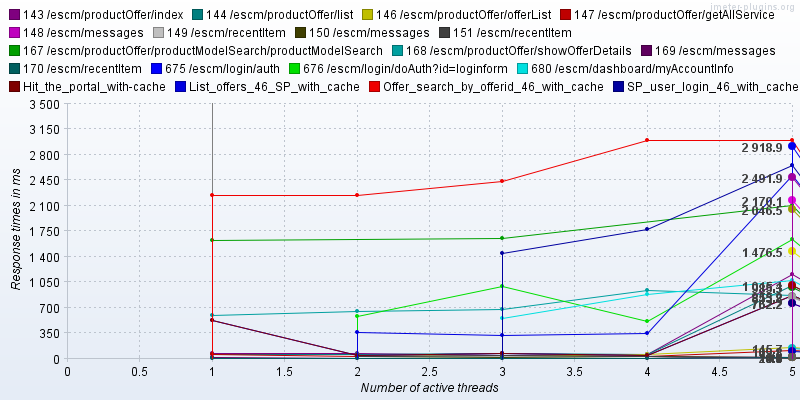 jmeter-plugins.org
143 /escm/productOffer/index 144 /escm/productOffer/list 146 /escm/productOffer/offerList 147 /escm/productOffer/getAllService
148 /escm/messages 149 /escm/recentItem 150 /escm/messages 151 /escm/recentItem
167 /escm/productOffer/productModelSearch/productModelSearch 168 /escm/productOffer/showOfferDetails 169 /escm/messages
170 /escm/recentItem 675 /escm/login/auth 676 /escm/login/doAuth?id=loginform 680 /escm/dashboard/myAccountInfo
Hit_the_portal_with-cache List_offers_46_SP_with_cache Offer_search_by_offerid_46_with_cache SP_user_login_46_with_cache
3 500
3 150
2 918.9
2 800
2 491.9
2 450
2 179.1
2 100
2 046.5
1 750
1 476.5
1 400
1 050
700
350
0
Response times in ms
0 0.5 1 1.5 2 2.5 3 3.5 4 4.5 5
Number of active threads